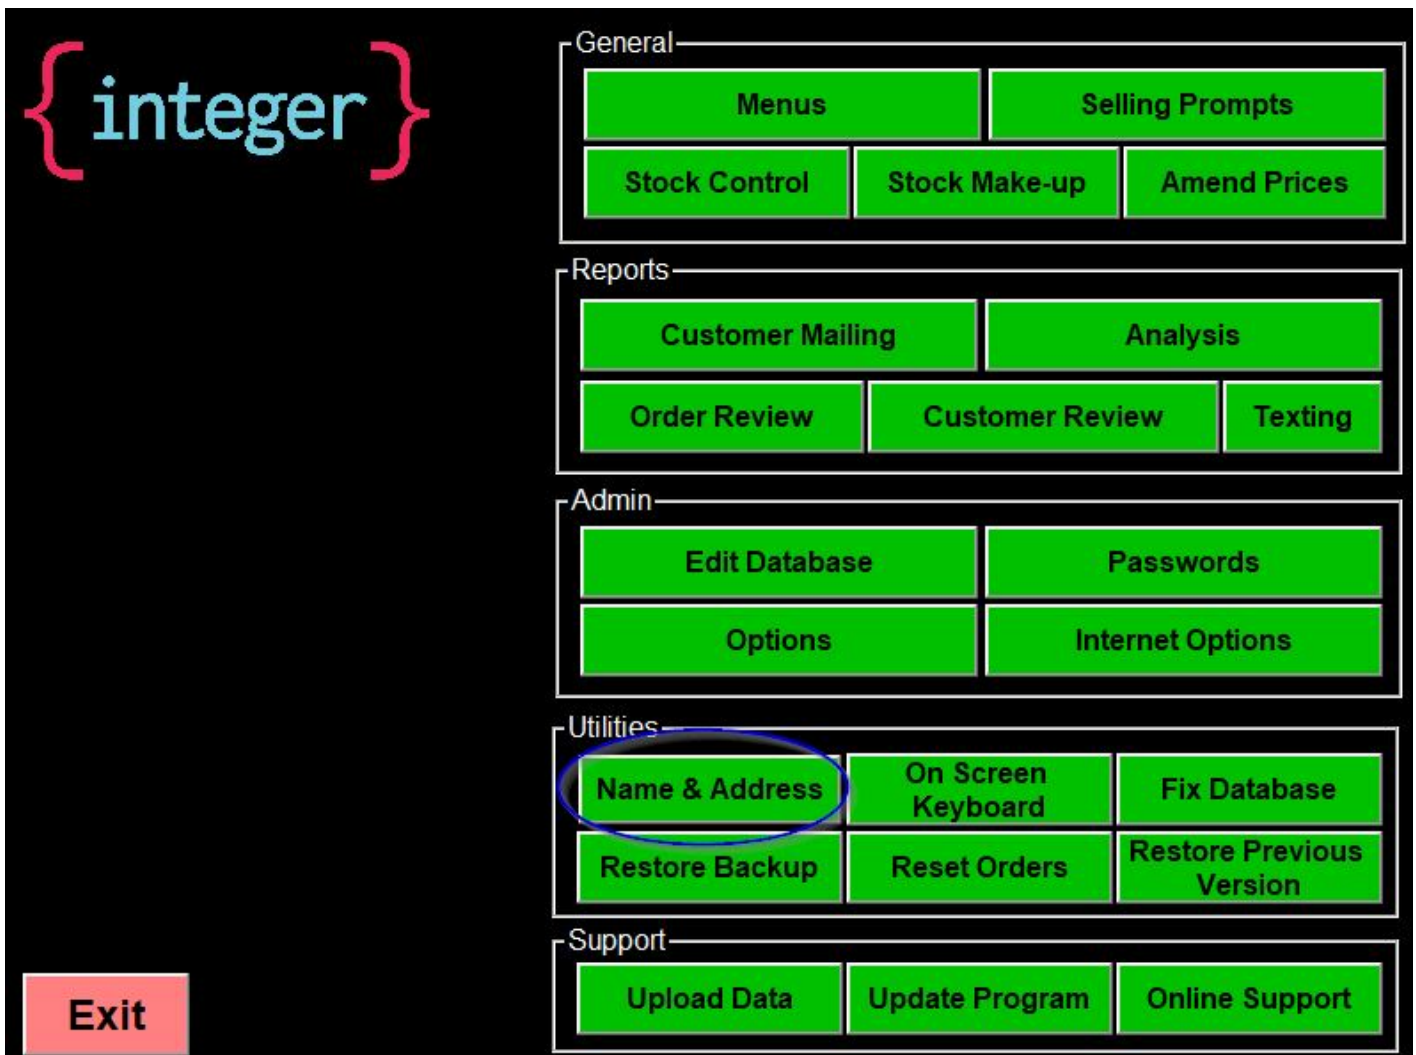 {integer}
General
Menus
Selling Prompts
Stock Control
Stock Make-up
Amend Prices
Reports
Customer Mailing
Analysis
Order Review
Customer Review
Texting
Admin
Edit Database
Passwords
Options
Internet Options
Utilities
Name & Address
On Screen
Keyboard
Fix Database
Restore Backup
Reset Orders
Restore Previous
Version
Support
Upload Data
Update Program
Online Support
Exit